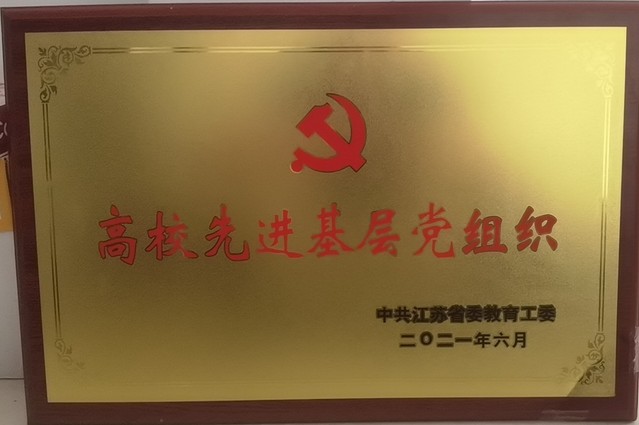 高校先进基层党组织
中共江苏省委教育工委
二〇二一年六月